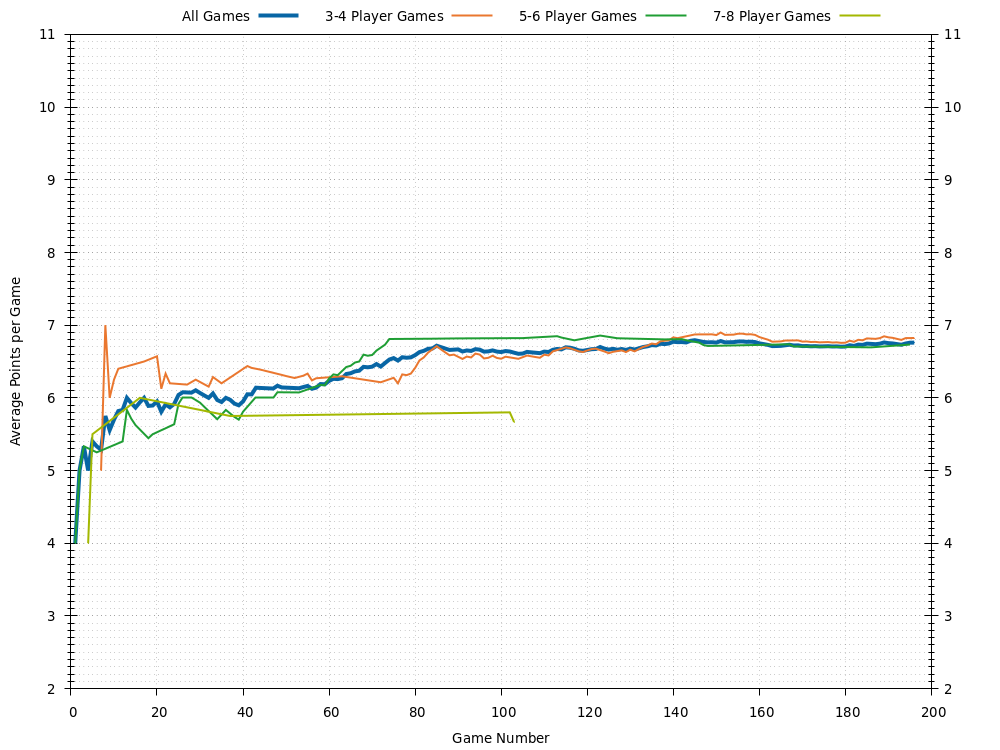 All Games 3-4 Player Games 5-6 Player Games 7-8 Player Games
11 11
10 10
9 9
8 8
7 7
6 6
5 5
4 4
3 3
2 2
0 20 40 60 80 100 120 140 160 180 200
Average Points per Game
Game Number